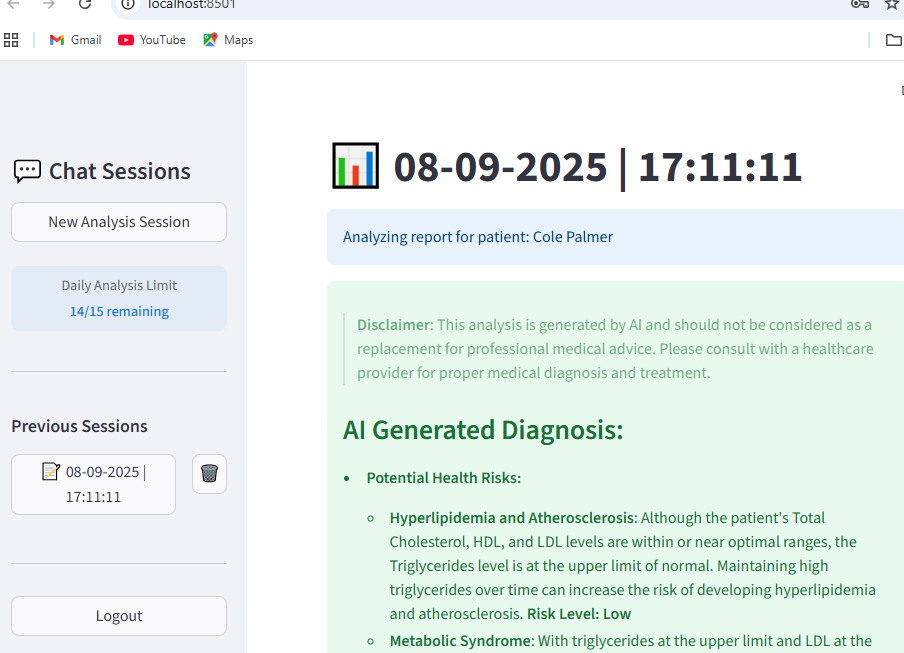 localhost:8501
Gmail YouTube Maps
Chat Sessions
New Analysis Session
Daily Analysis Limit
14/15 remaining
Previous Sessions
08-09-2025 |
17:11:11
Logout
08-09-2025 | 17:11:11
Analyzing report for patient: Cole Palmer
Disclaimer: This analysis is generated by AI and should not be considered as a
replacement for professional medical advice. Please consult with a healthcare
provider for proper medical diagnosis and treatment.
AI Generated Diagnosis:
• Potential Health Risks:
◦ Hyperlipidemia and Atherosclerosis: Although the patient's Total
Cholesterol, HDL, and LDL levels are within or near optimal ranges, the
Triglycerides level is at the upper limit of normal. Maintaining high
triglycerides over time can increase the risk of developing hyperlipidemia
and atherosclerosis. Risk Level: Low
◦ Metabolic Syndrome: With triglycerides at the upper limit and LDL at the